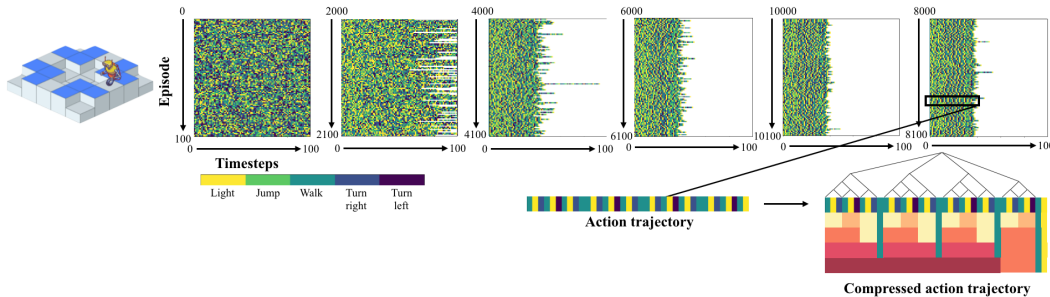 0
2000
4000
6000
10000
8000
Episode
100
2100
4100
6100
10100
8100
0
100
0
100
0
100
0
100
0
100
0
100
Timesteps
Light
Jump
Walk
Turn
right
Turn
left
Action trajectory
Compressed action trajectory